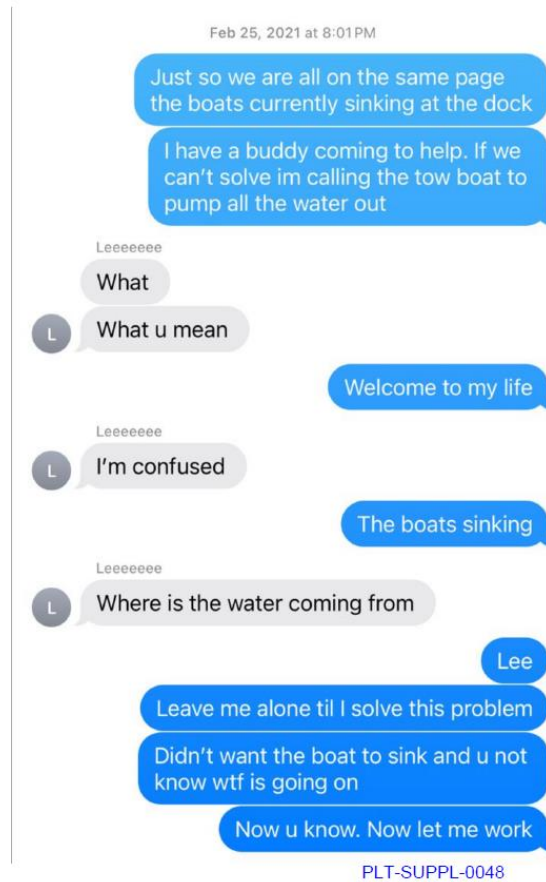 Feb 25, 2021 at 8:01 PM
Just so we are all on the same page
the boats currently sinking at the dock
I have a buddy coming to help. If we
can't solve im calling the tow boat to
pump all the water out
Leeeeeee
What
What u mean
L
Welcome to my life
Leeeeeee
I'm confused
L
The boats sinking
Leeeeeee
Where is the water coming from
L
Lee
Leave me alone til I solve this problem
Didn't want the boat to sink and u not
know wtf is going on
Now u know. Now let me work
PLT-SUPPL-0048